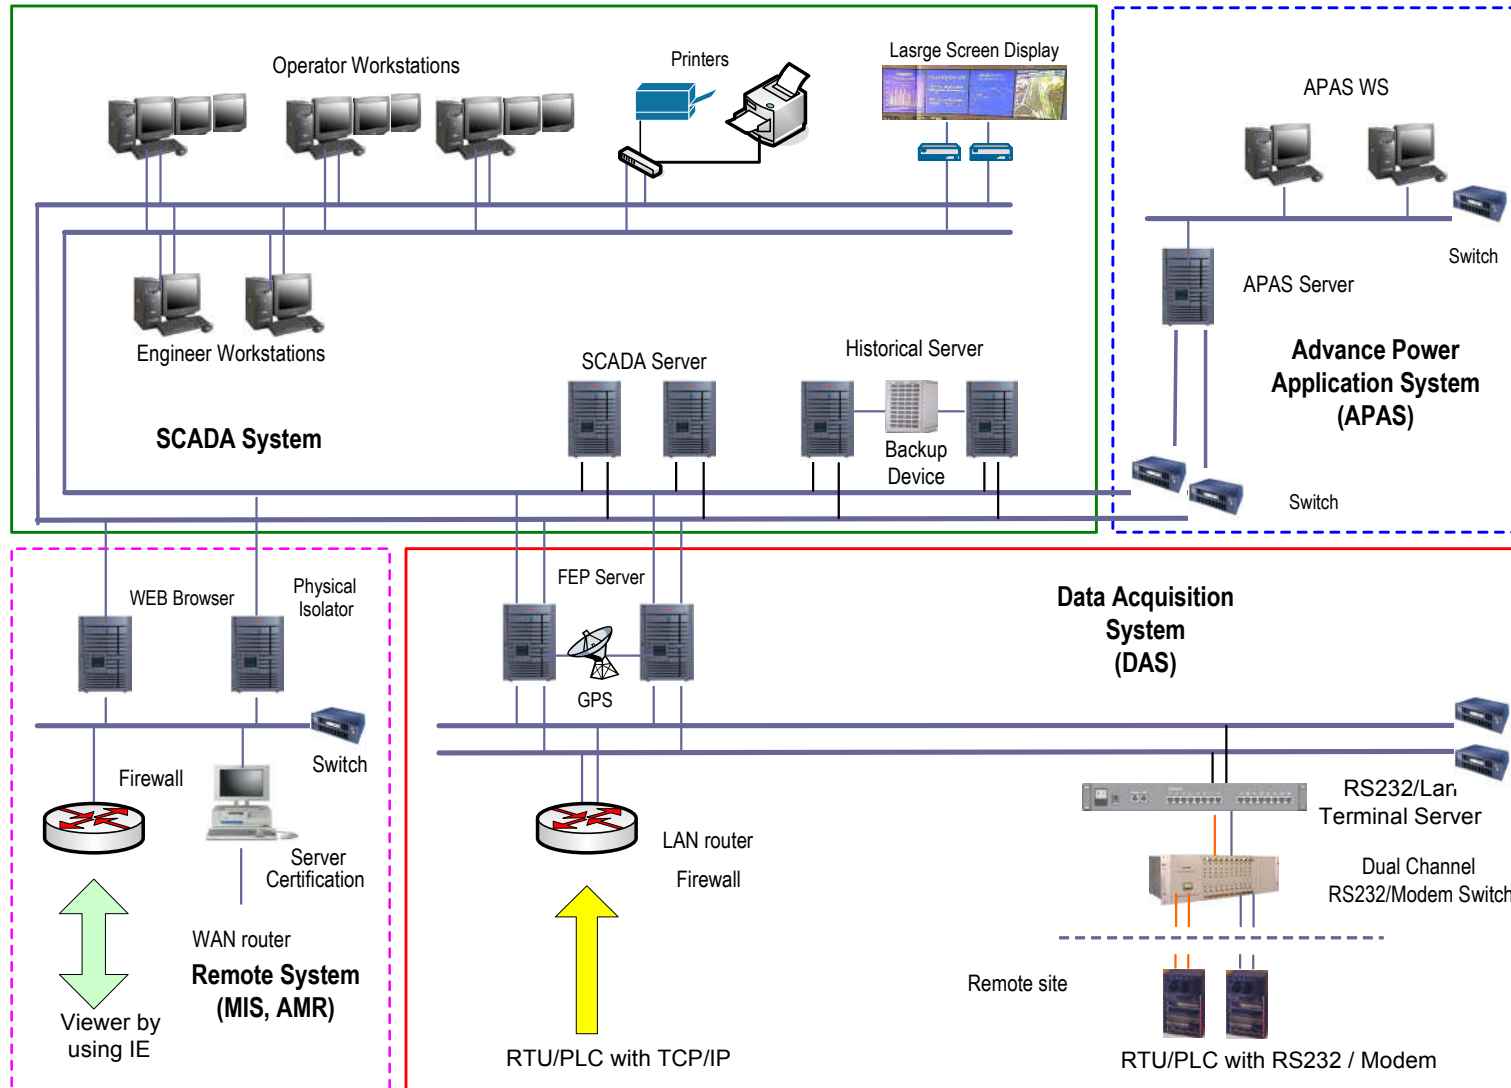 Operator Workstations
Printers
Lasrge Screen Display
Engineer Workstations
SCADA Server
Historical Server
Backup
Device
SCADA System
APAS WS
Switch
APAS Server
Advance Power
Application System
(APAS)
Switch
WEB Browser
Physical
Isolator
Switch
Firewall
Server
Certification
WAN router
Remote System
(MIS, AMR)
Viewer by
using IE
FEP Server
GPS
Data Acquisition
System
(DAS)
LAN router
Firewall
RS232/Lan
Terminal Server
Dual Channel
RS232/Modem Switch
Remote site
RTU/PLC with TCP/IP
RTU/PLC with RS232 / Modem